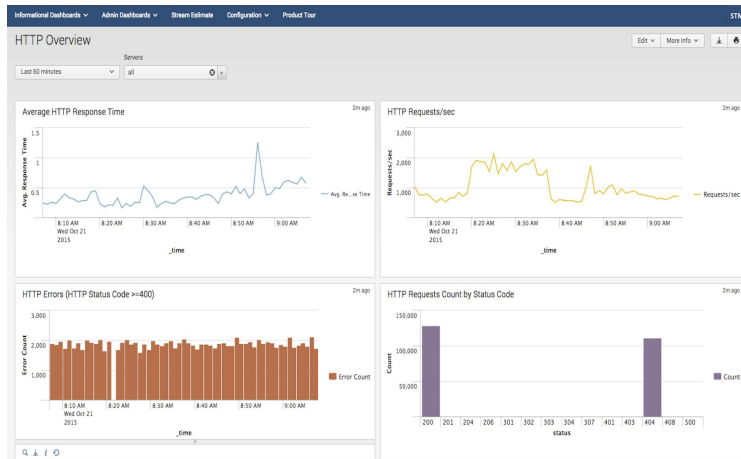 Informational Dashboards Admin Dashboards Stream Estimate Configuration Product Tour STM
HTTP Overview
Edit More Info
Servers
Last 60 minutes all
Average HTTP Response Time 2m ago
1.5
1
0.5
Avg. Response Time
Avg. Re...se Time
8:10 AM 8:20 AM 8:30 AM 8:40 AM 8:50 AM 9:00 AM
Wed Oct 21
2015
_time
HTTP Requests/sec 2m ago
3,000
2,000
1,000
Requests/sec
Requests/sec
8:10 AM 8:20 AM 8:30 AM 8:40 AM 8:50 AM 9:00 AM
Wed Oct 21
2015
_time
HTTP Errors (HTTP Status Code >=400) 2m ago
3,000
2,000
1,000
Error Count
Error Count
8:10 AM 8:20 AM 8:30 AM 8:40 AM 8:50 AM 9:00 AM
Wed Oct 21
2015
_time
HTTP Requests Count by Status Code 2m ago
150,000
100,000
50,000
Count
Count
200 201 204 206 301 302 303 304 307 401 403 404 408 500
status